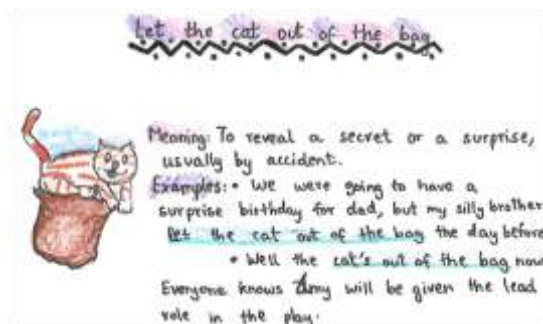 Let the cat out of the bag
Meaning: To reveal a secret or a surprise,
usually by accident.
Examples: • We were going to have a
surprise birthday for dad, but my silly brother
let the cat out of the bag the day before
• Well the cat's out of the bag now
Everyone knows Amy will be given the lead
role in the play.